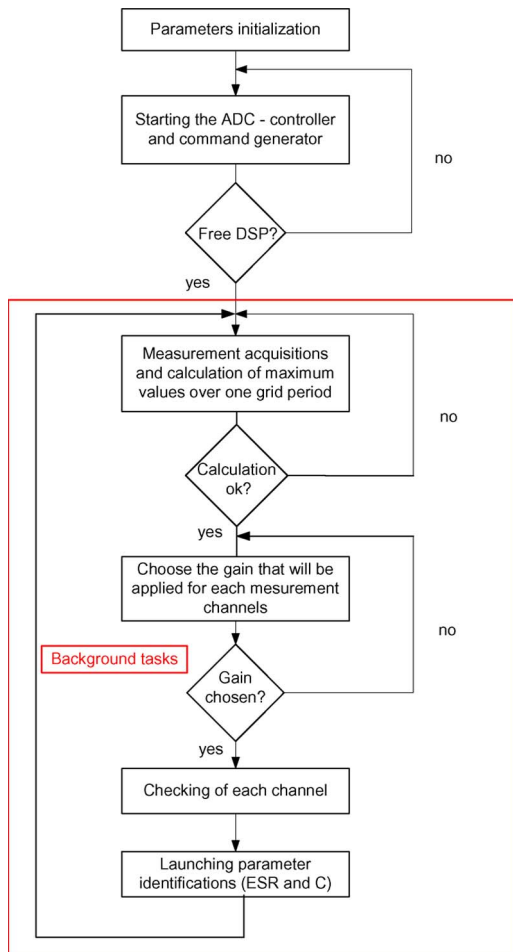 Parameters initialization
Starting the ADC - controller
and command generator
no
Free DSP?
yes
Measurement acquisitions
and calculation of maximum
values over one grid period
no
Calculation
ok?
yes
Choose the gain that will be
applied for each mesurement
channels
no
Background tasks
Gain
chosen?
yes
Checking of each channel
Launching parameter
identifications (ESR and C)